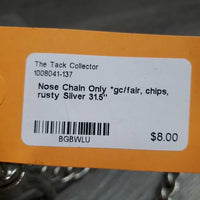 The Tack Collector
1008041-137
Nose Chain Only *gc/fair, chips,
rusty Silver 31.5"
BGBWLU
$8.00